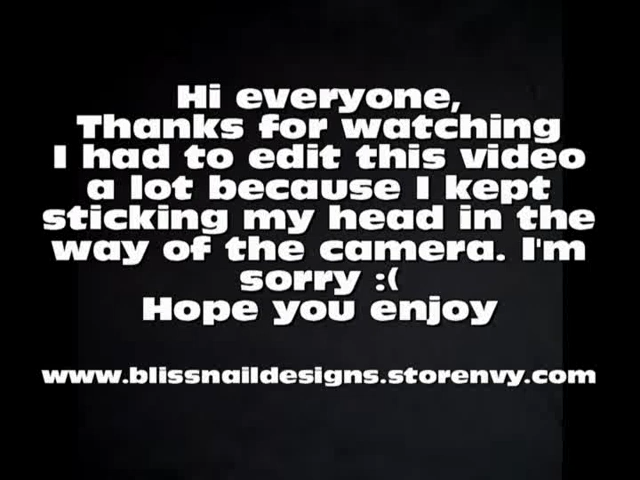 Hi everyone,
Thanks for watching
I had to edit this video
a lot because I kept
sticking my head in the
way of the camera. I'm
sorry :(
Hope you enjoy
www.blissnaildesigns.storenvy.com